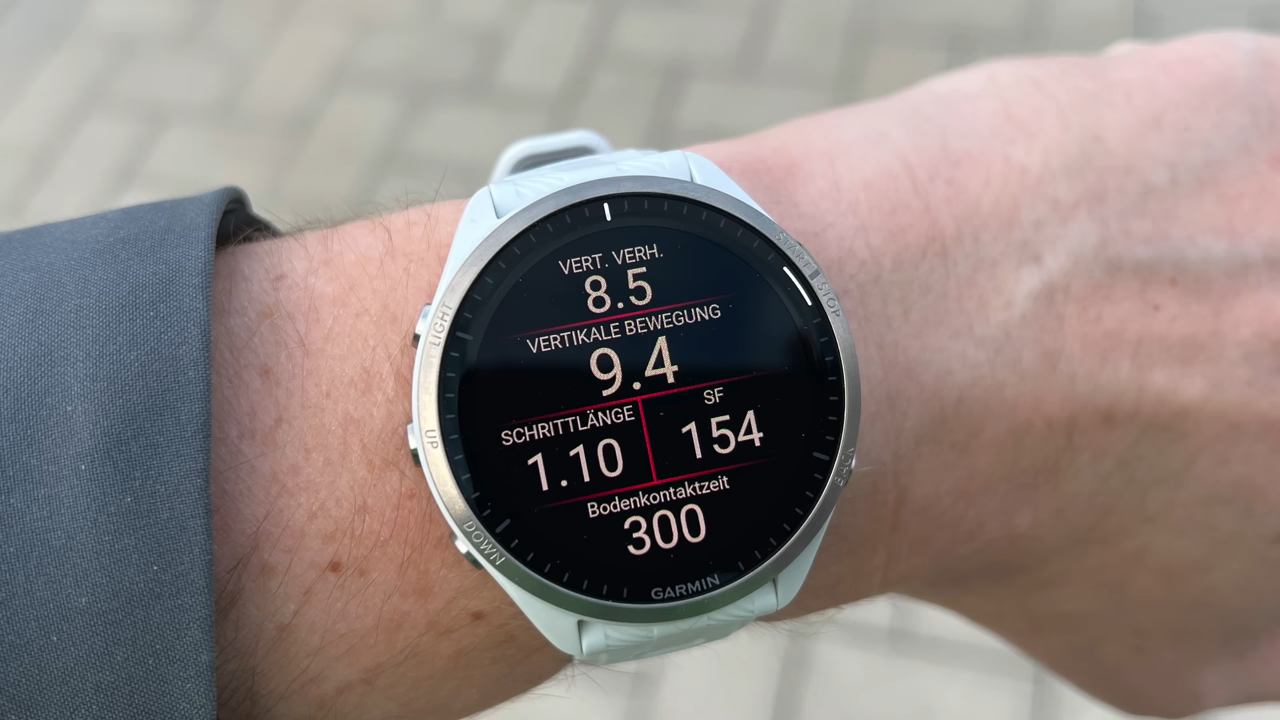 START STOP
LIGHT
VERT. VERH.
8.5
VERTIKALE BEWEGUNG
9.4
SCHRITTLÄNGE SF
1.10 154
UP
BACK
Bodenkontaktzeit
300
DOWN
GARMIN